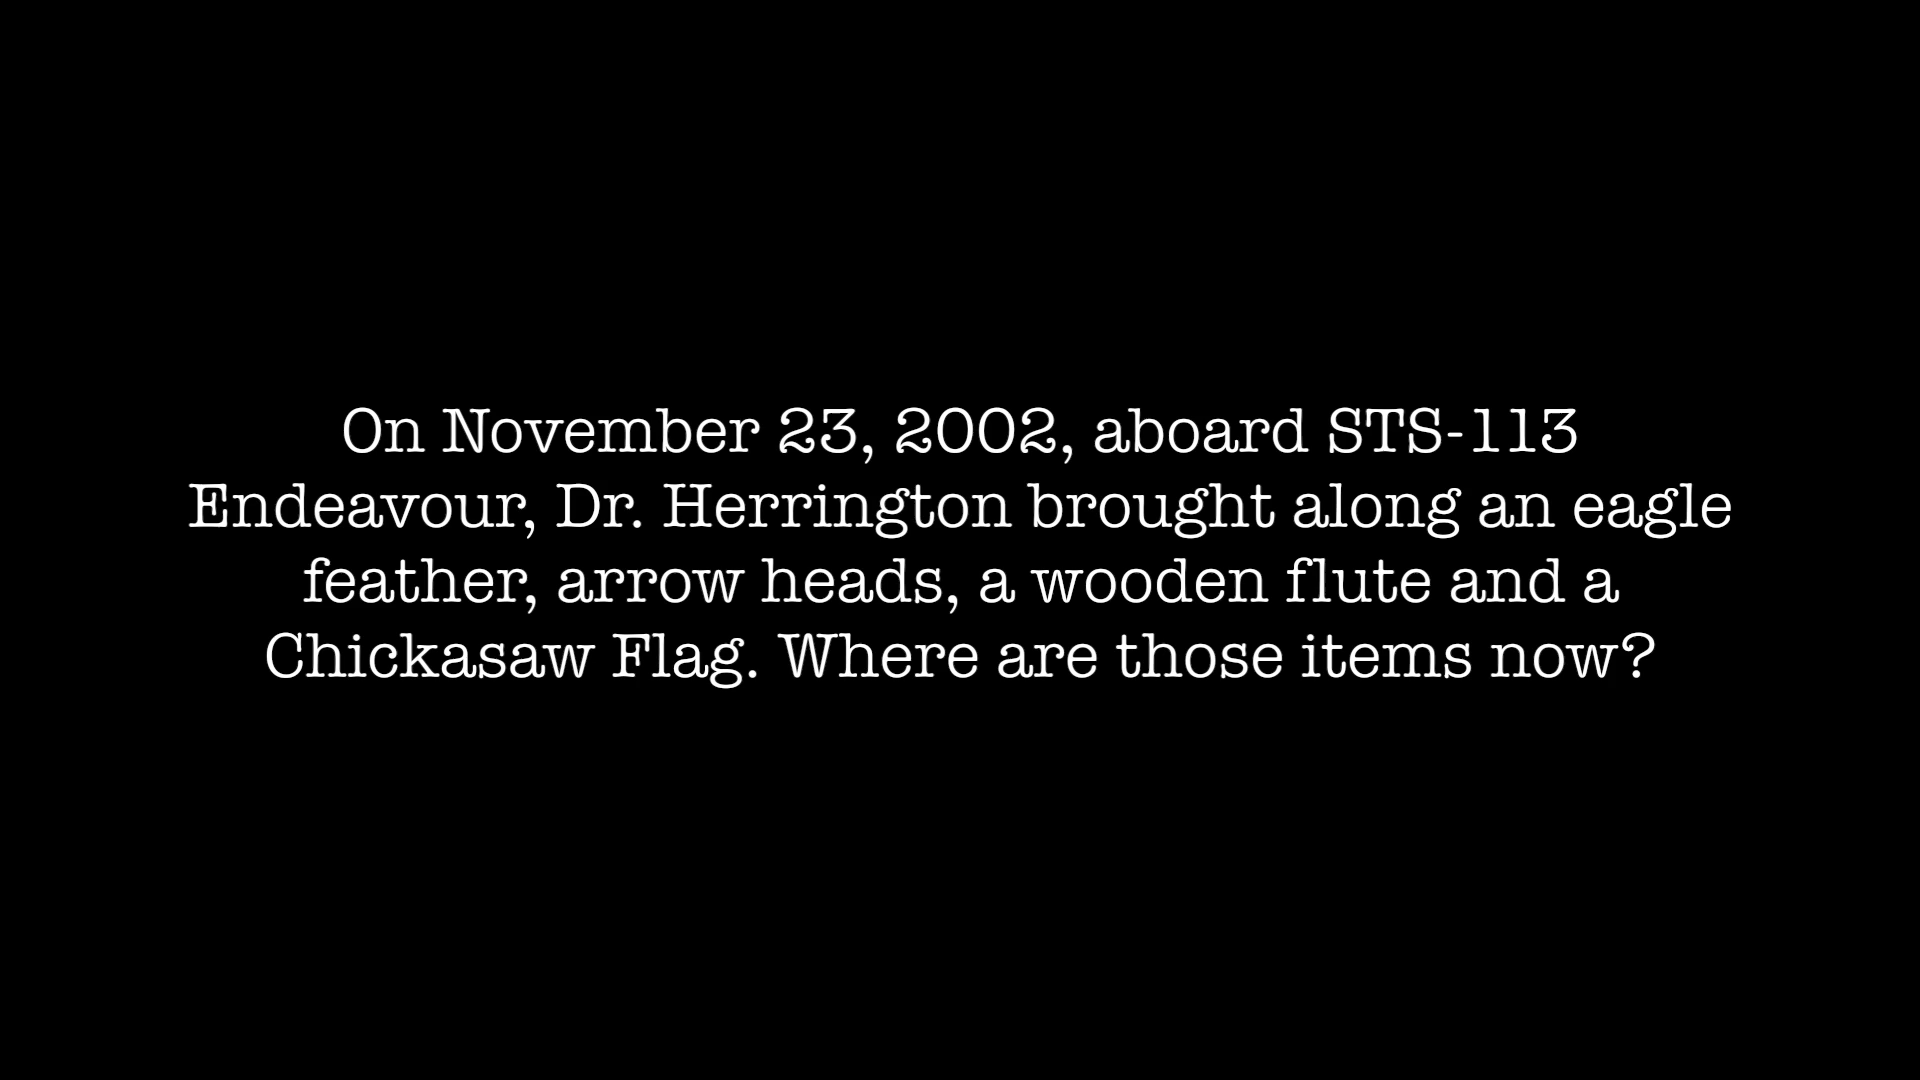 On November 23, 2002, aboard STS-113
Endeavour, Dr. Herrington brought along an eagle
feather, arrow heads, a wooden flute and a
Chickasaw Flag. Where are those items now?